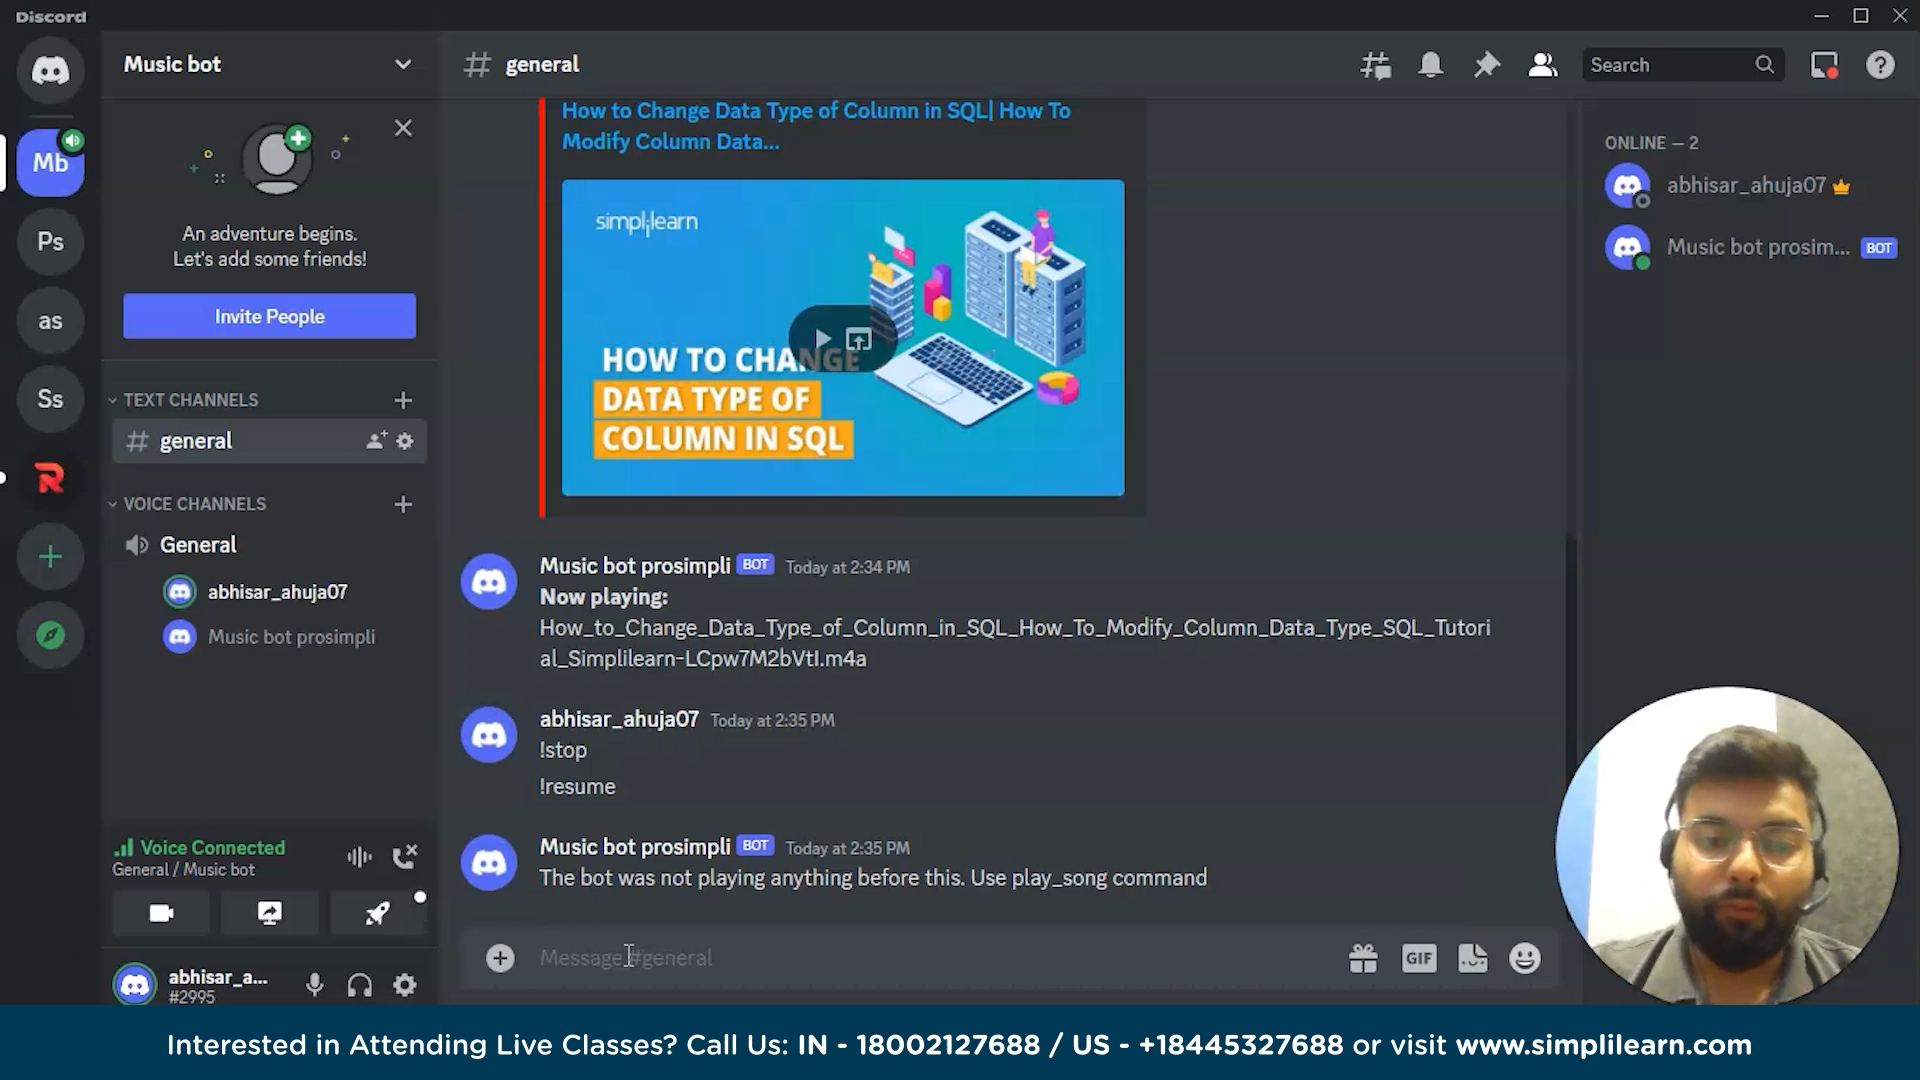 Discord
Music bot
general
Search
Mb
Ps
as
Ss
An adventure begins.
Let's add some friends!
Invite People
TEXT CHANNELS
general
VOICE CHANNELS
General
abhisar_ahuja07
Music bot prosimpli
Voice Connected
General / Music bot
abhisar_a...
#2995
How to Change Data Type of Column in SQL| How To
Modify Column Data...
simplilearn
HOW TO CHANGE
DATA TYPE OF
COLUMN IN SQL
Music bot prosimpli BOT Today at 2:34 PM
Now playing:
How_to_Change_Data_Type_of_Column_in_SQL_How_To_Modify_Column_Data_Type_SQL_Tutori
al_Simplilearn-LCpw7M2bVtI.m4a
abhisar_ahuja07 Today at 2:35 PM
!stop
!resume
Music bot prosimpli BOT Today at 2:35 PM
The bot was not playing anything before this. Use play_song command
Message #general
GIF
ONLINE — 2
abhisar_ahuja07
Music bot prosim... BOT
Interested in Attending Live Classes? Call Us: IN - 18002127688 / US - +18445327688 or visit www.simplilearn.com